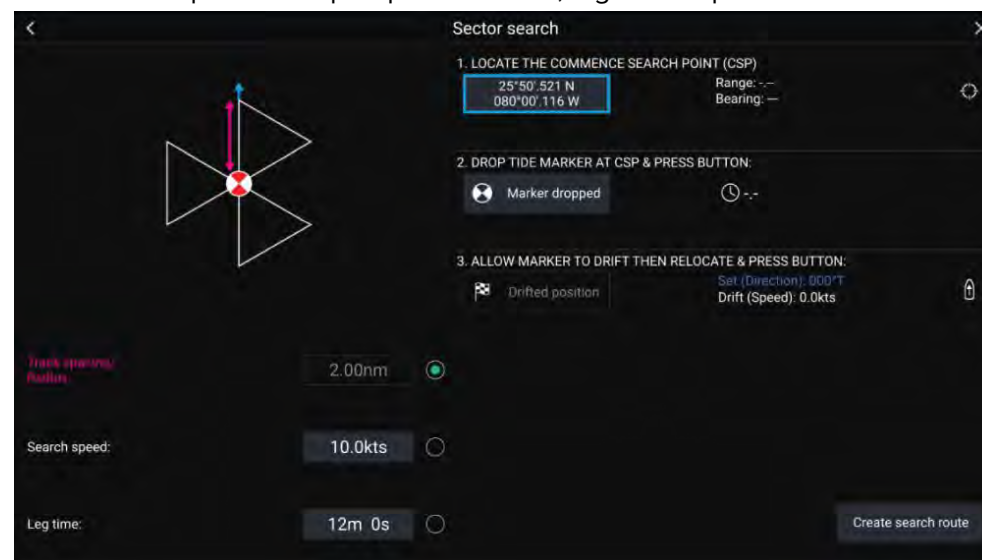 Sector search
1. LOCATE THE COMMENCE SEARCH POINT (CSP)
25°50'.521 N
080°00'.116 W
Range: -.--
Bearing: ---
2. DROP TIDE MARKER AT CSP & PRESS BUTTON:
Marker dropped
-.-
3. ALLOW MARKER TO DRIFT THEN RELOCATE & PRESS BUTTON:
Drifted position
Set (Direction): 000°T
Drift (Speed): 0.0kts
Track spacing/
Radius:
2.00nm
Search speed:
10.0kts
Leg time:
12m 0s
Create search route